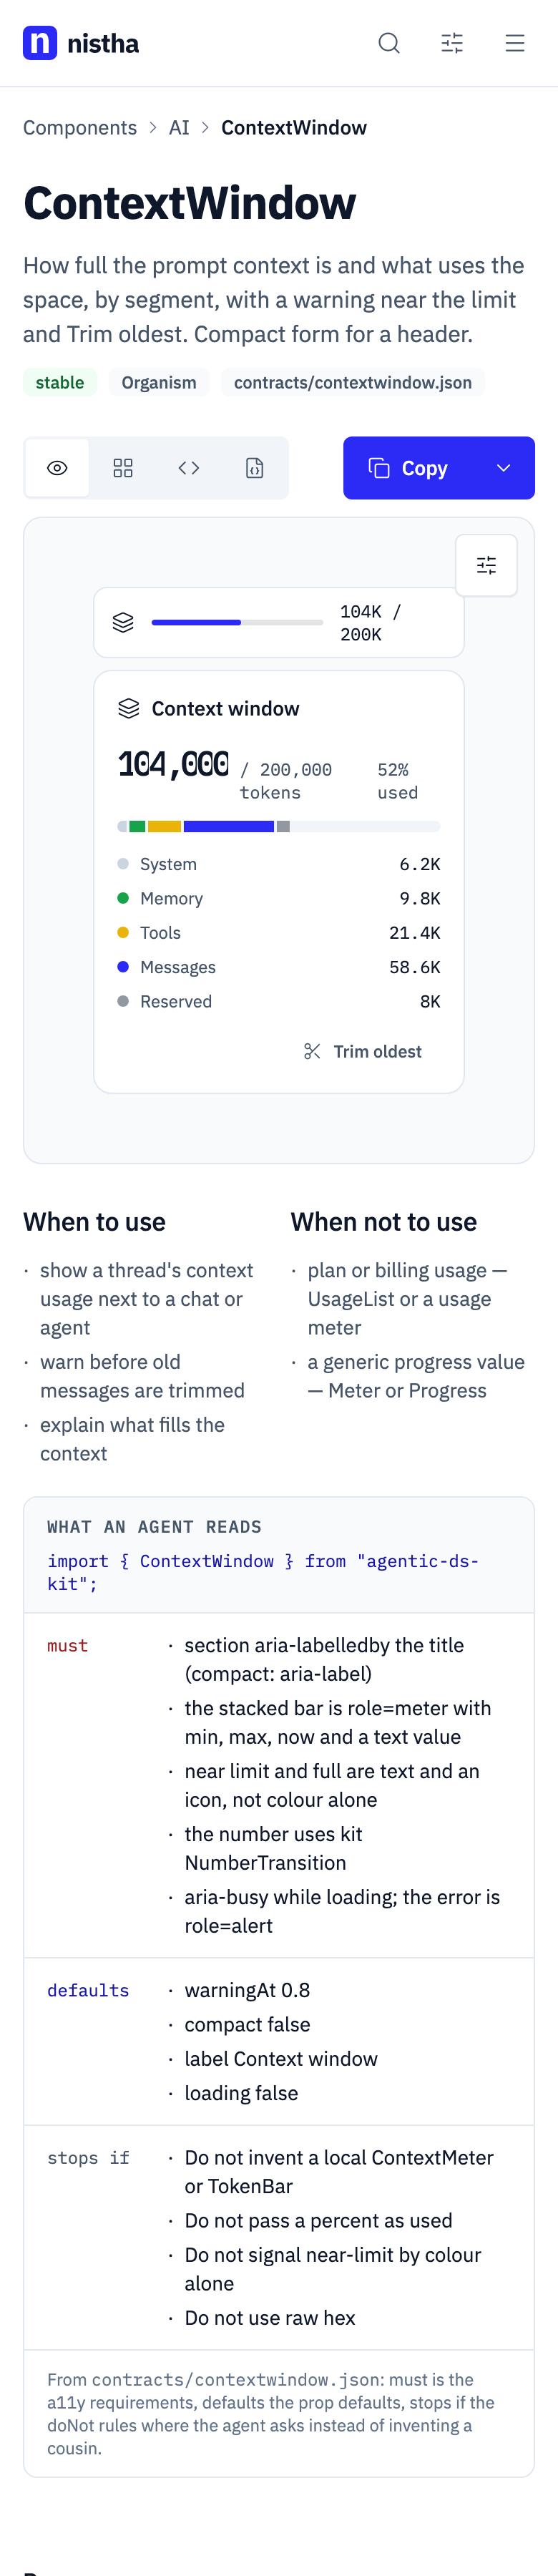 n nistha
Components > AI > ContextWindow
ContextWindow
How full the prompt context is and what uses the
space, by segment, with a warning near the limit
and Trim oldest. Compact form for a header.
stable Organism contracts/contextwindow.json
Copy
104K /
200K
Context window
104,000 / 200,000 52%
tokens used
System 6.2K
Memory 9.8K
Tools 21.4K
Messages 58.6K
Reserved 8K
Trim oldest
When to use
· show a thread's context
usage next to a chat or
agent
· warn before old
messages are trimmed
· explain what fills the
context
When not to use
· plan or billing usage —
UsageList or a usage
meter
· a generic progress value
— Meter or Progress
WHAT AN AGENT READS
import { ContextWindow } from "agentic-ds-
kit";
must
· section aria-labelledby the title
(compact: aria-label)
· the stacked bar is role=meter with
min, max, now and a text value
· near limit and full are text and an
icon, not colour alone
· the number uses kit
NumberTransition
· aria-busy while loading; the error is
role=alert
defaults
· warningAt 0.8
· compact false
· label Context window
· loading false
stops if
· Do not invent a local ContextMeter
or TokenBar
· Do not pass a percent as used
· Do not signal near-limit by colour
alone
· Do not use raw hex
From contracts/contextwindow.json: must is the
a11y requirements, defaults the prop defaults, stops if the
doNot rules where the agent asks instead of inventing a
cousin.